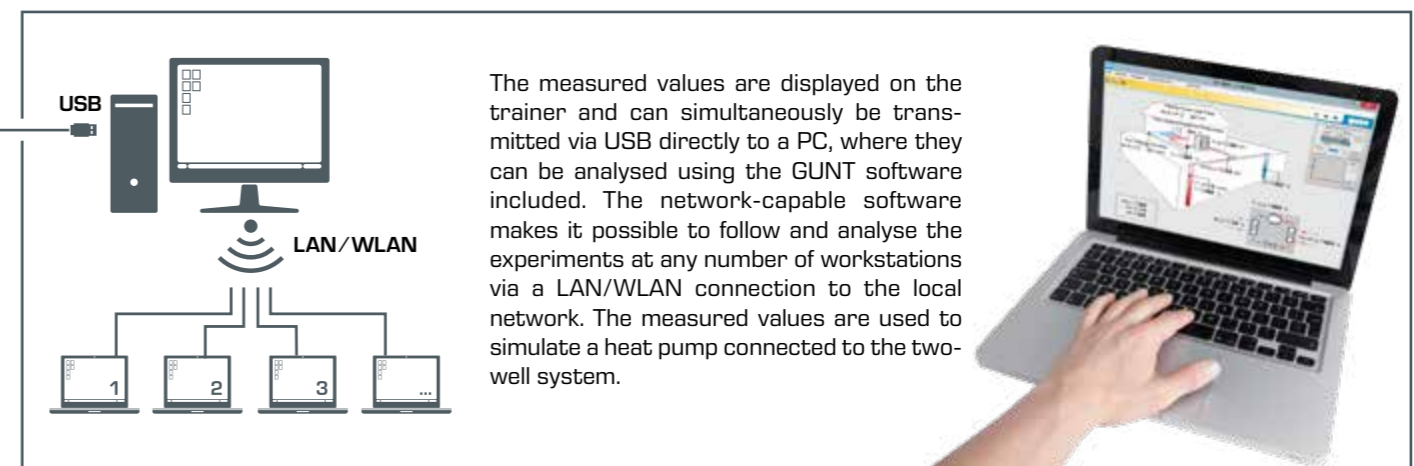 USB
LAN/WLAN
1
2
3
...
The measured values are displayed on the
trainer and can simultaneously be trans-
mitted via USB directly to a PC, where they
can be analysed using the GUNT software
included. The network-capable software
makes it possible to follow and analyse the
experiments at any number of workstations
via a LAN/WLAN connection to the local
network. The measured values are used to
simulate a heat pump connected to the two-
well system.